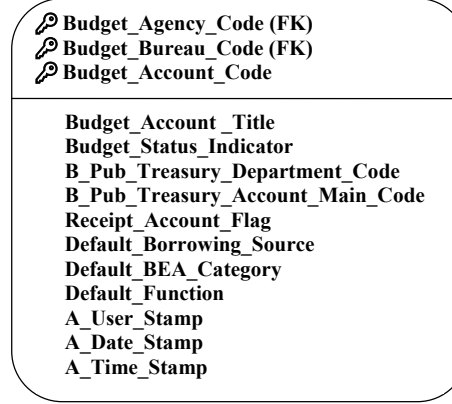 Budget_Agency_Code (FK)
Budget_Bureau_Code (FK)
Budget_Account_Code
Budget_Account _Title
Budget_Status_Indicator
B_Pub_Treasury_Department_Code
B_Pub_Treasury_Account_Main_Code
Receipt_Account_Flag
Default_Borrowing_Source
Default_BEA_Category
Default_Function
A_User_Stamp
A_Date_Stamp
A_Time_Stamp